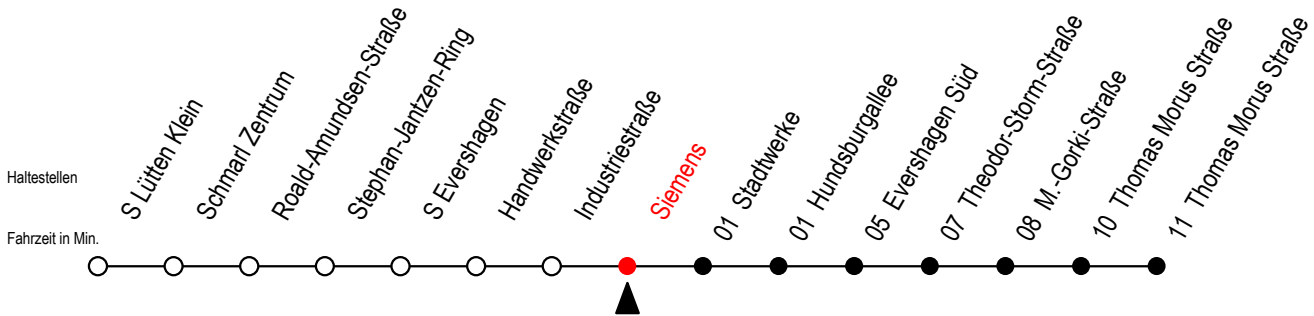 Haltestellen
Fahrzeit in Min.
S Lütten Klein
Schmarl Zentrum
Roald-Amundsen-Straße
Stephan-Jantzen-Ring
S Evershagen
Handwerkstraße
Industriestraße
Siemens
01 Stadtwerke
01 Hundsburgallee
05 Evershagen Süd
07 Theodor-Storm-Straße
08 M.-Gorki-Straße
10 Thomas Morus Straße
11 Thomas Morus Straße